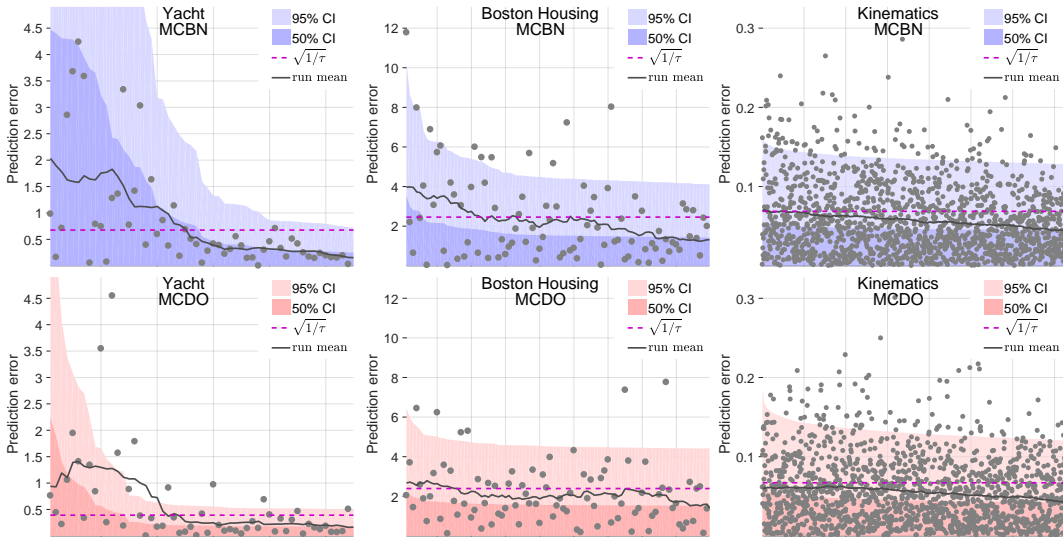 Yacht
MCBN
95% CI
50% CI
√1/τ
run mean
Prediction error
4.5
4
3.5
3
2.5
2
1.5
1
0.5
Boston Housing
MCBN
95% CI
50% CI
√1/τ
run mean
Prediction error
12
10
8
6
4
2
Kinematics
MCBN
95% CI
50% CI
√1/τ
run mean
Prediction error
0.3
0.2
0.1
Yacht
MCDO
95% CI
50% CI
√1/τ
run mean
Prediction error
4.5
4
3.5
3
2.5
2
1.5
1
0.5
Boston Housing
MCDO
95% CI
50% CI
√1/τ
run mean
Prediction error
12
10
8
6
4
2
Kinematics
MCDO
95% CI
50% CI
√1/τ
run mean
Prediction error
0.3
0.2
0.1